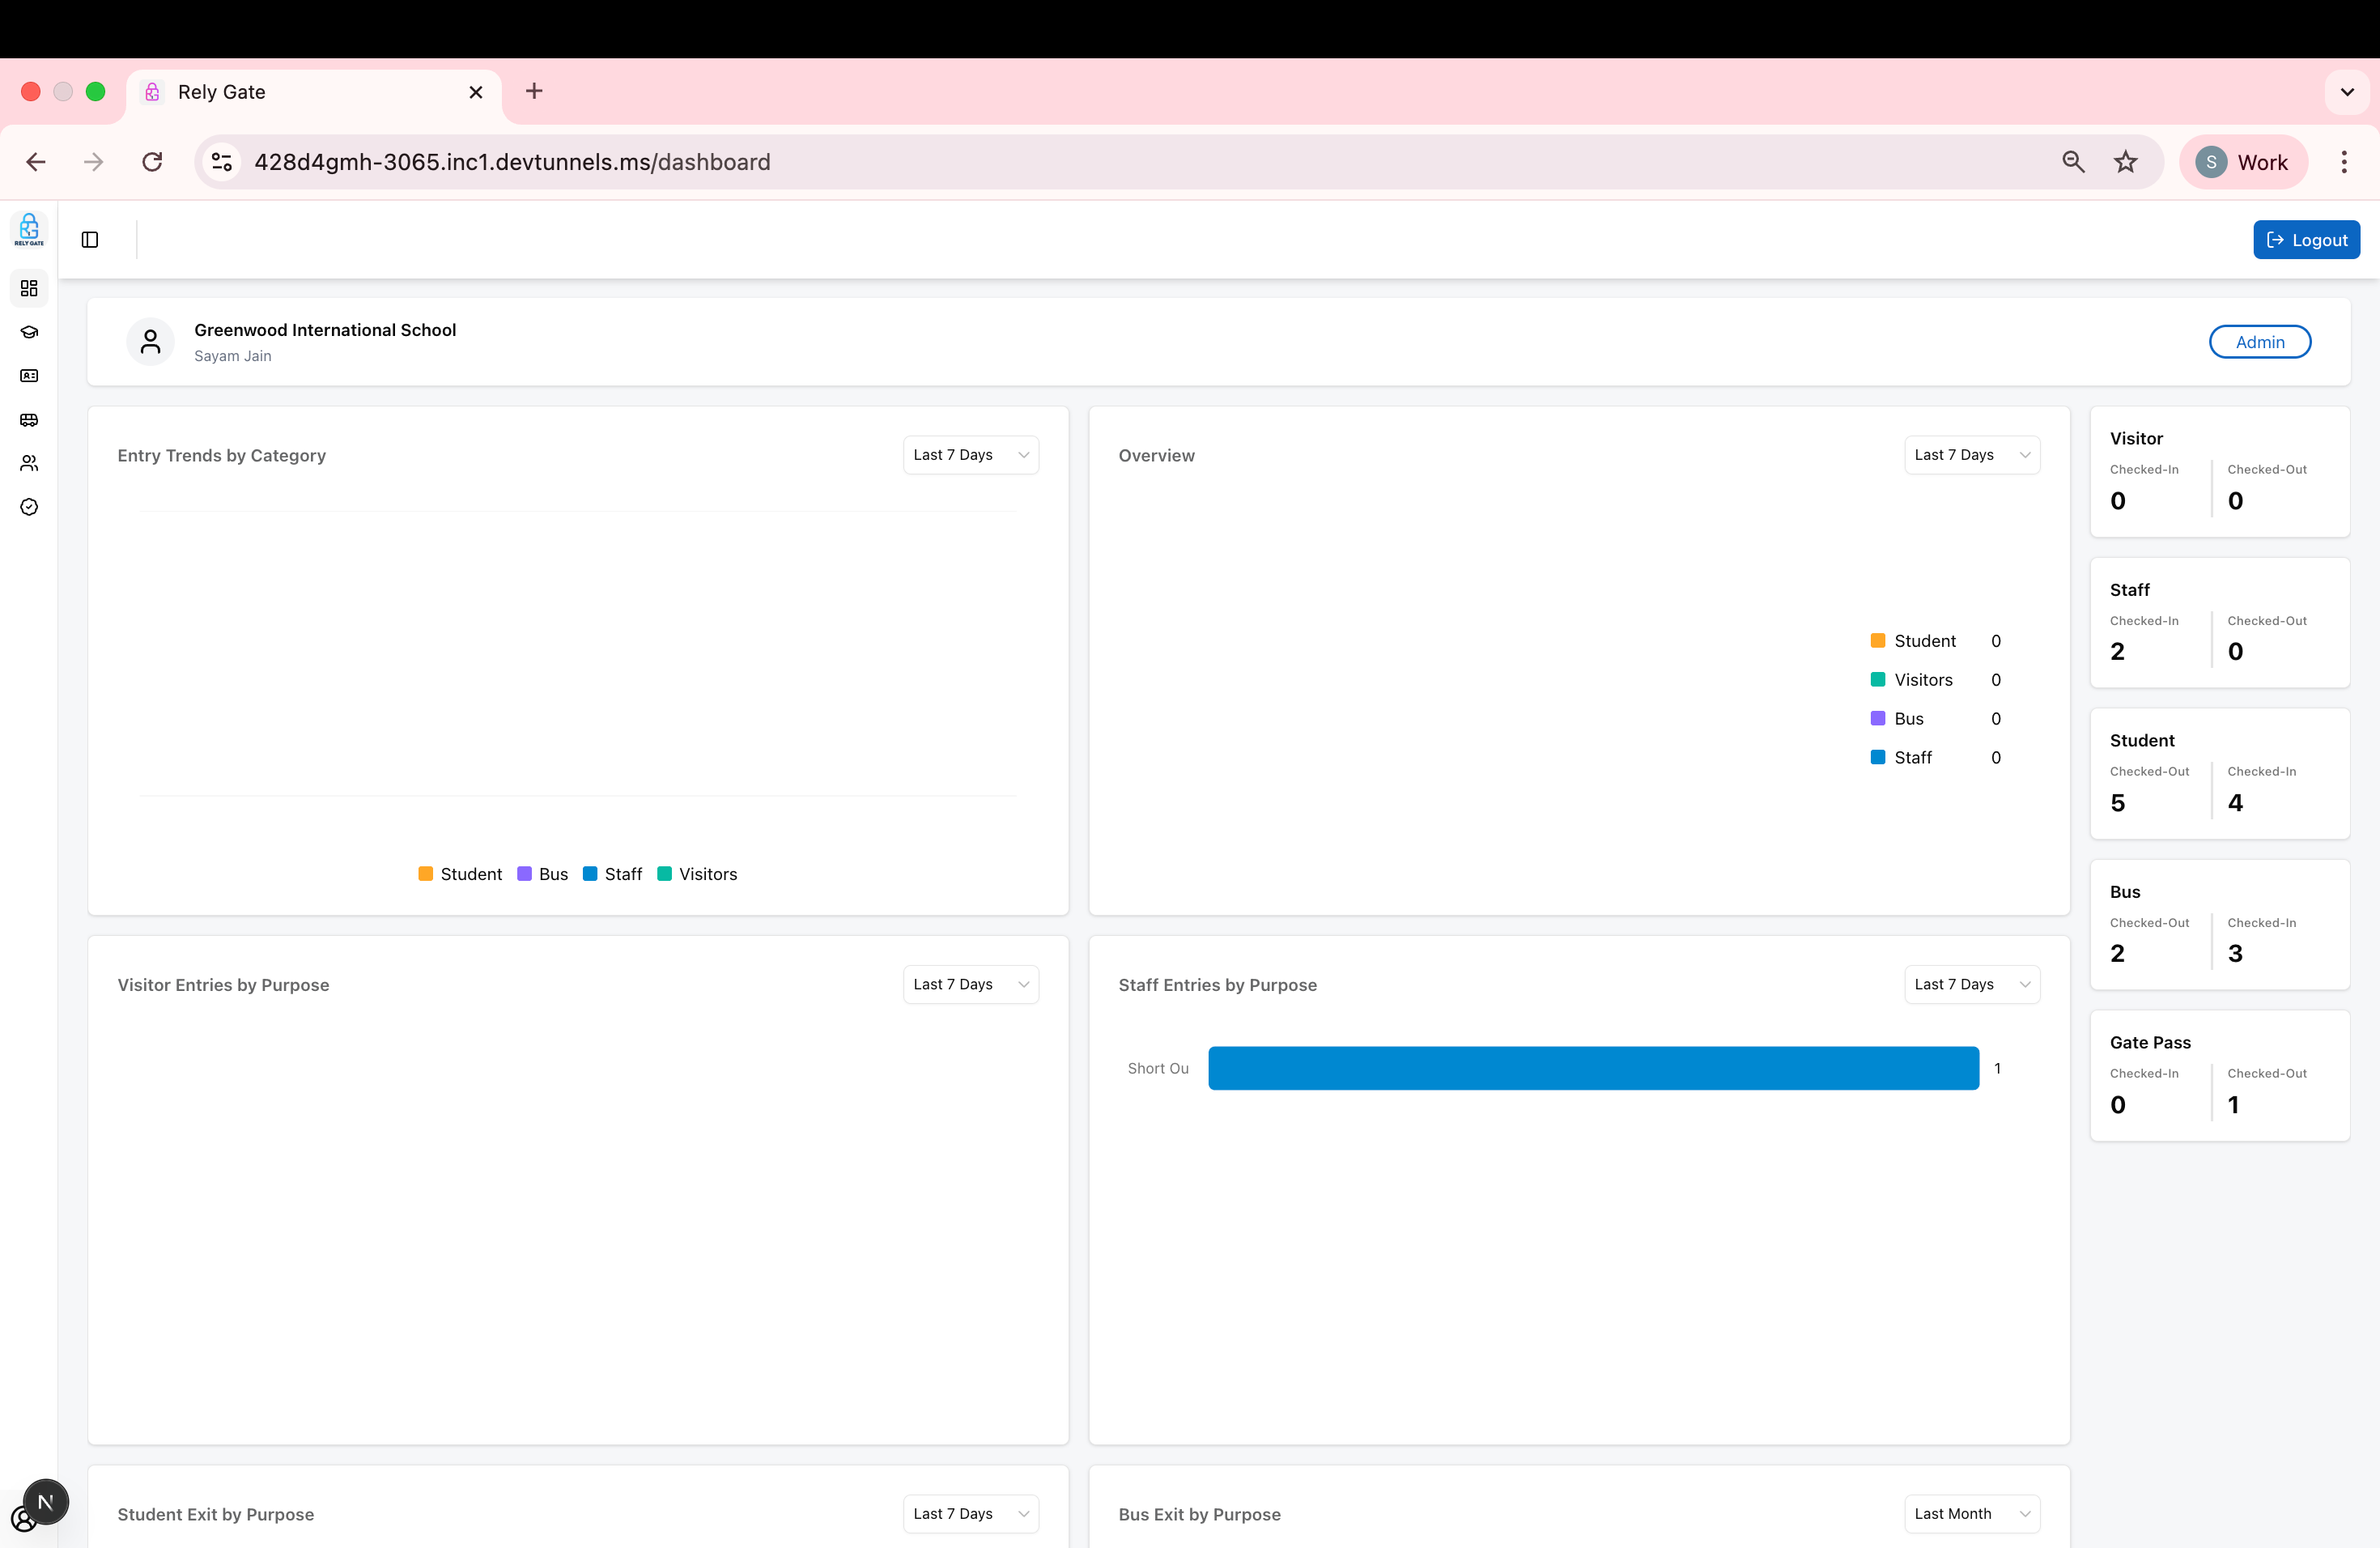 Rely Gate
428d4gmh-3065.inc1.devtunnels.ms/dashboard
S
Work
RELY GATE
Logout
Greenwood International School
Sayam Jain
Admin
Entry Trends by Category
Last 7 Days
Student
Bus
Staff
Visitors
Overview
Last 7 Days
Student 0
Visitors 0
Bus 0
Staff 0
Visitor
Checked-In Checked-Out
0 0
Staff
Checked-In Checked-Out
2 0
Student
Checked-Out Checked-In
5 4
Bus
Checked-Out Checked-In
2 3
Gate Pass
Checked-In Checked-Out
0 1
Visitor Entries by Purpose
Last 7 Days
Staff Entries by Purpose
Last 7 Days
Short Ou 1
Student Exit by Purpose
Last 7 Days
Bus Exit by Purpose
Last Month
N